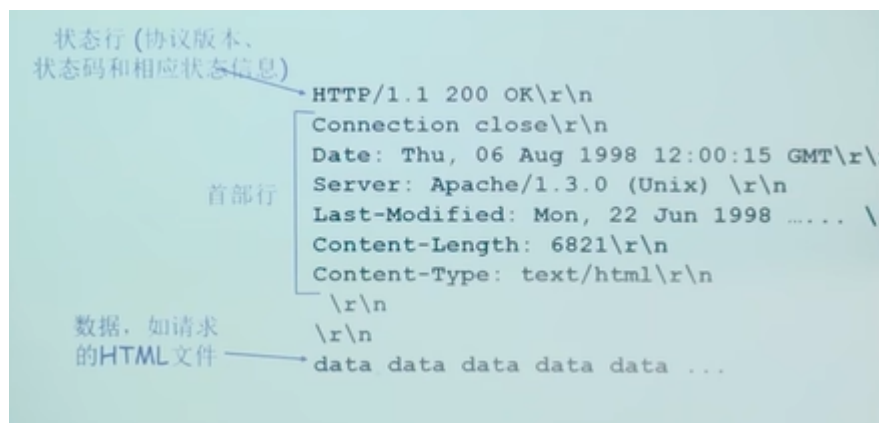 状态行 (协议版本、
状态码和相应状态信息)
HTTP/1.1 200 OK\r\n
Connection close\r\n
Date: Thu, 06 Aug 1998 12:00:15 GMT\r\
Server: Apache/1.3.0 (Unix) \r\n
首部行
Last-Modified: Mon, 22 Jun 1998 …... \
Content-Length: 6821\r\n
Content-Type: text/html\r\n
\r\n
数据，如请求
\r\n
的HTML文件
data data data data data ...